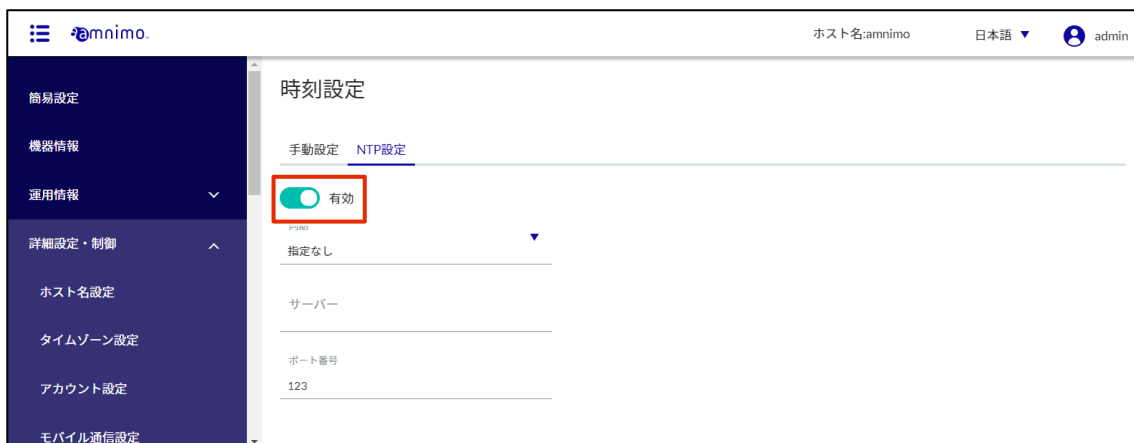 amnimo
ホスト名:amnimo
日本語
admin
簡易設定
機器情報
運用情報
詳細設定・制御
ホスト名設定
タイムゾーン設定
アカウント設定
モバイル通信設定
時刻設定
手動設定 NTP設定
有効
指定なし
サーバー
ポート番号
123